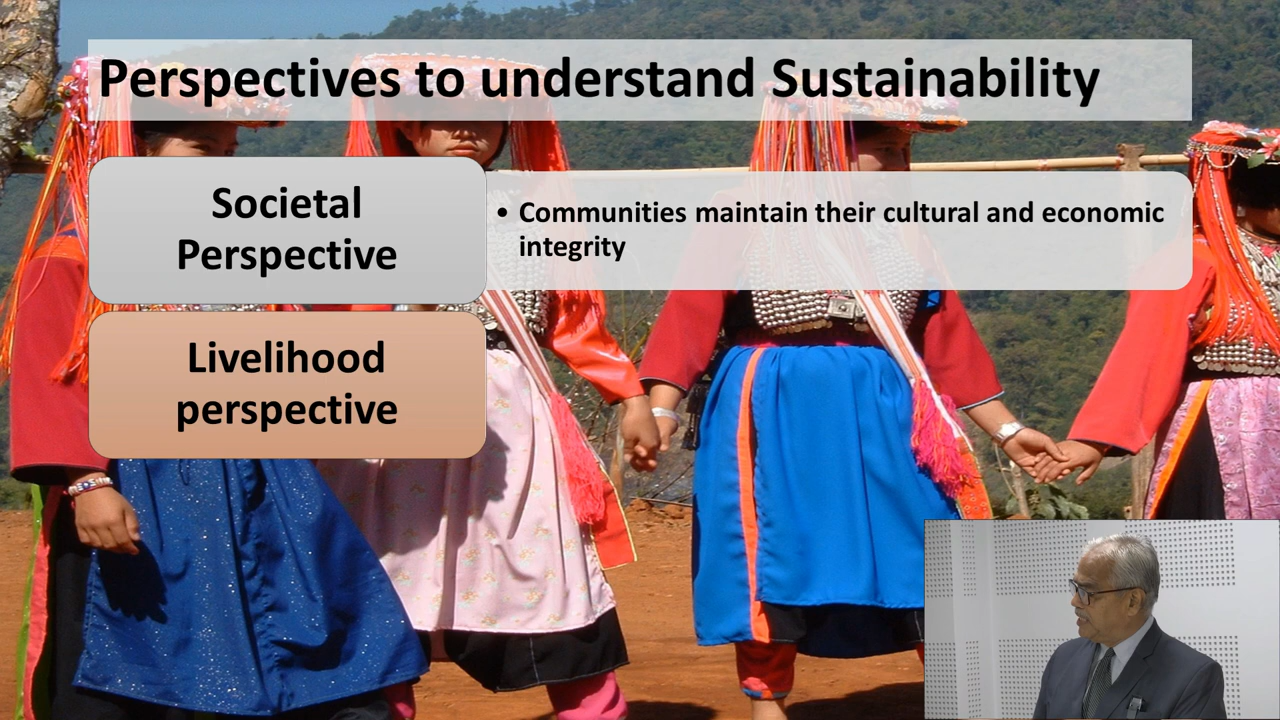 Perspectives to understand Sustainability
Societal
Perspective
• Communities maintain their cultural and economic
integrity
Livelihood
perspective